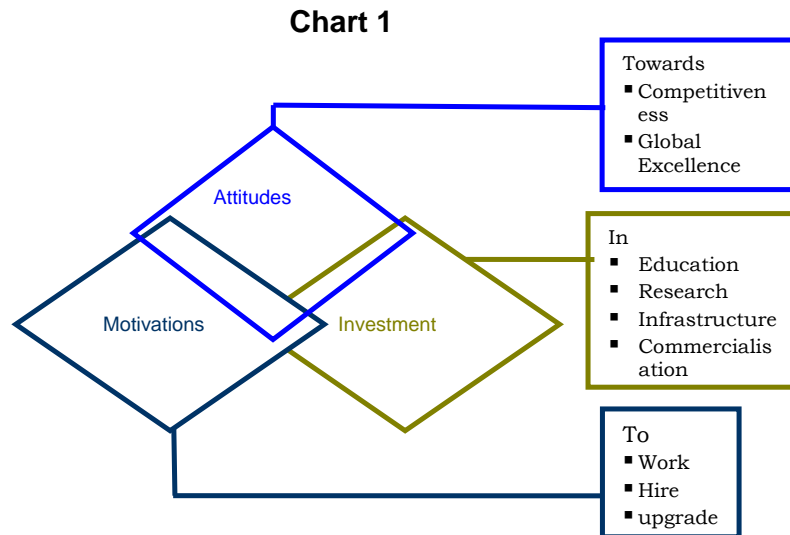 Chart 1
Towards
▪ Competitiven
ess
▪ Global
Excellence
Attitudes
In
▪ Education
▪ Research
▪ Infrastructure
▪ Commercialis
ation
Motivations
Investment
To
▪ Work
▪ Hire
▪ upgrade